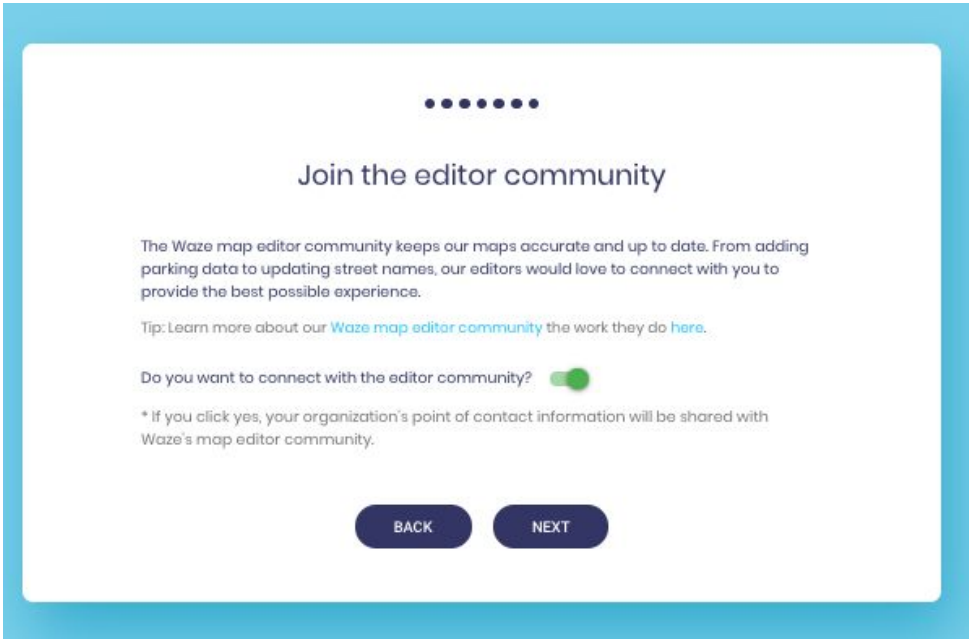 Join the editor community
The Waze map editor community keeps our maps accurate and up to date. From adding
parking data to updating street names, our editors would love to connect with you to
provide the best possible experience.
Tip: Learn more about our Waze map editor community the work they do here.
Do you want to connect with the editor community?
* If you click yes, your organization's point of contact information will be shared with
Waze's map editor community.
BACK NEXT